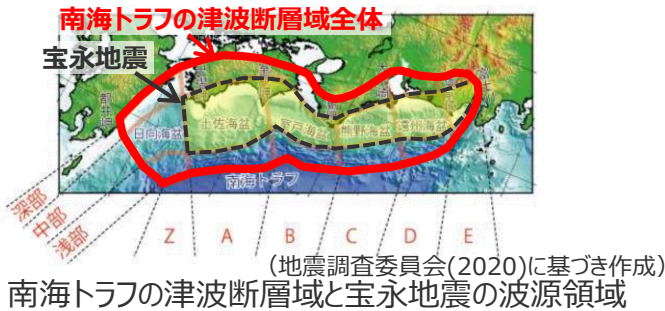 南海トラフの津波断層域全体
宝永地震
都井岬
日向海盆
土佐海盆
室戸海盆
熊野海盆
遠州海盆
南海トラフ
深部
中部
浅部
Z A B C D E
(地震調査委員会(2020)に基づき作成)
南海トラフの津波断層域と宝永地震の波源領域